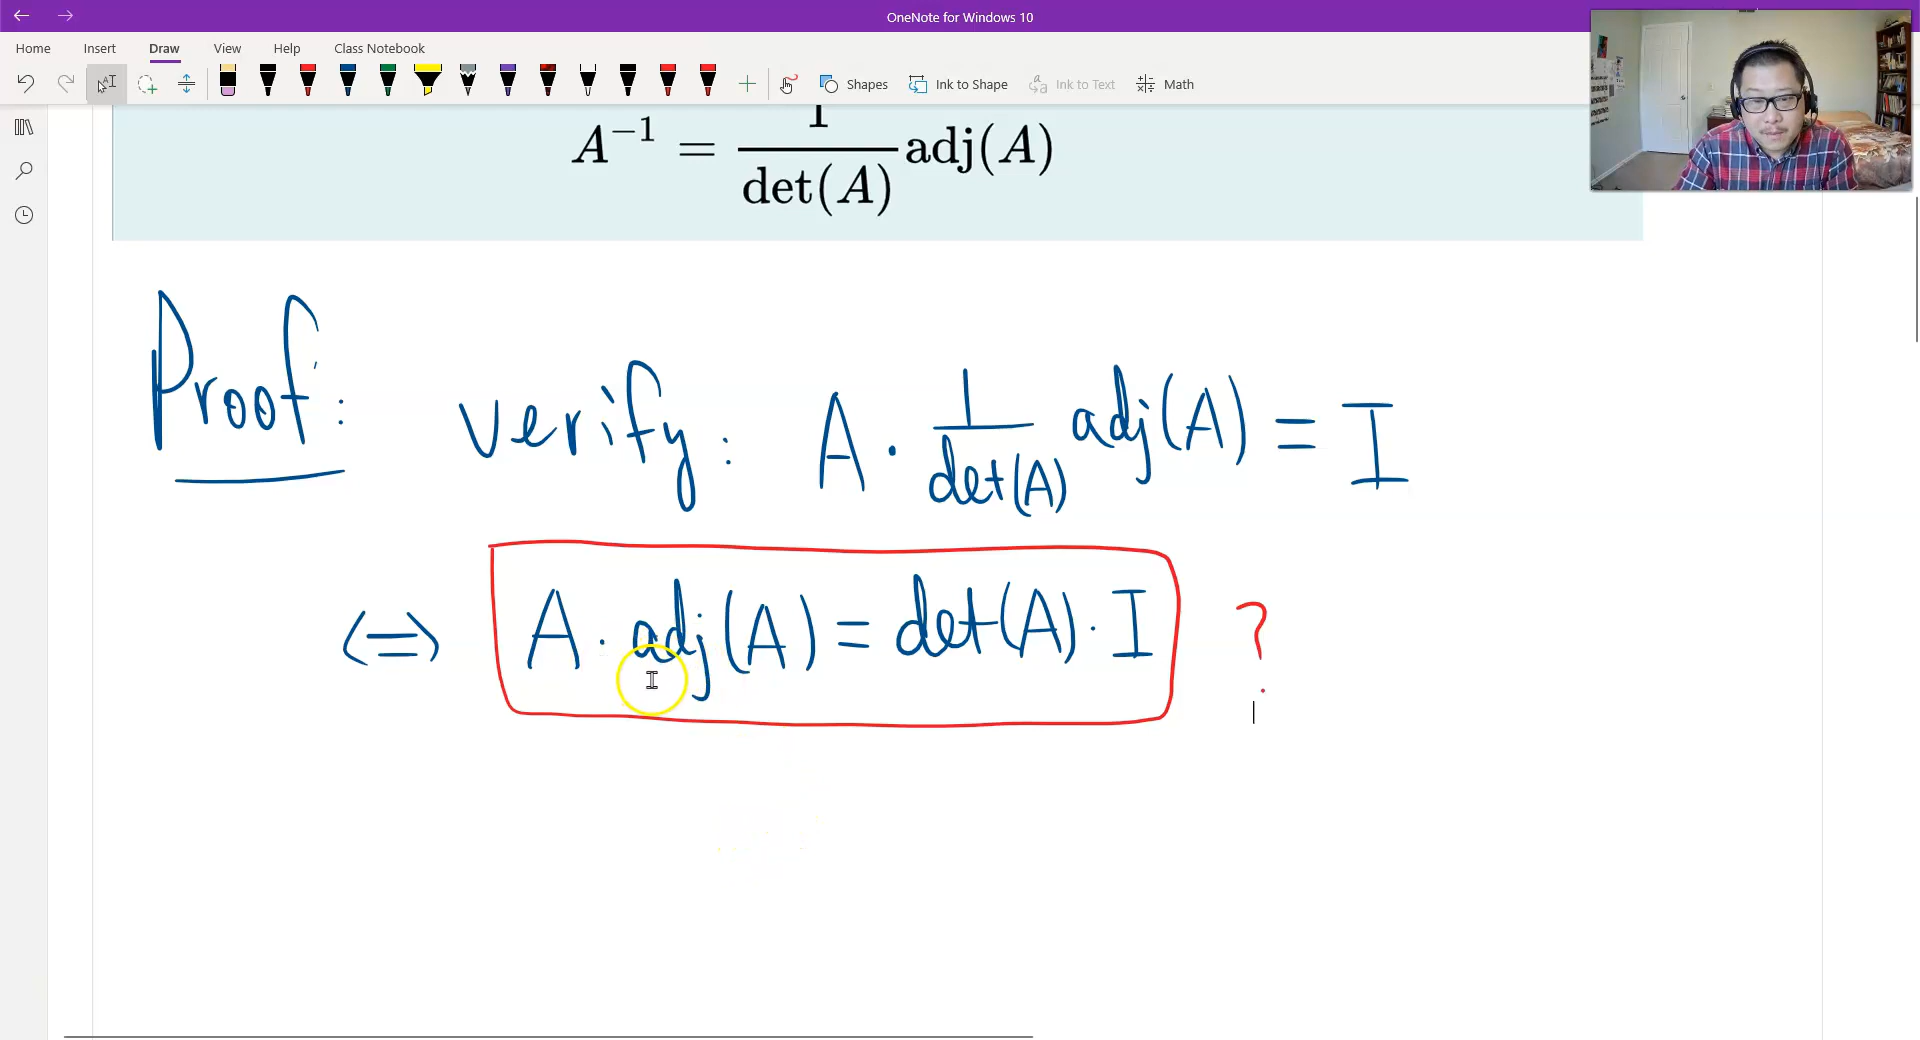 OneNote for Windows 10
Home Insert Draw View Help Class Notebook
Shapes Ink to Shape Ink to Text Math
A⁻¹ = 1/det(A) adj(A)
Proof: verify: A · 1/det(A) adj(A) = I
⟺ A · adj(A) = det(A) · I ?